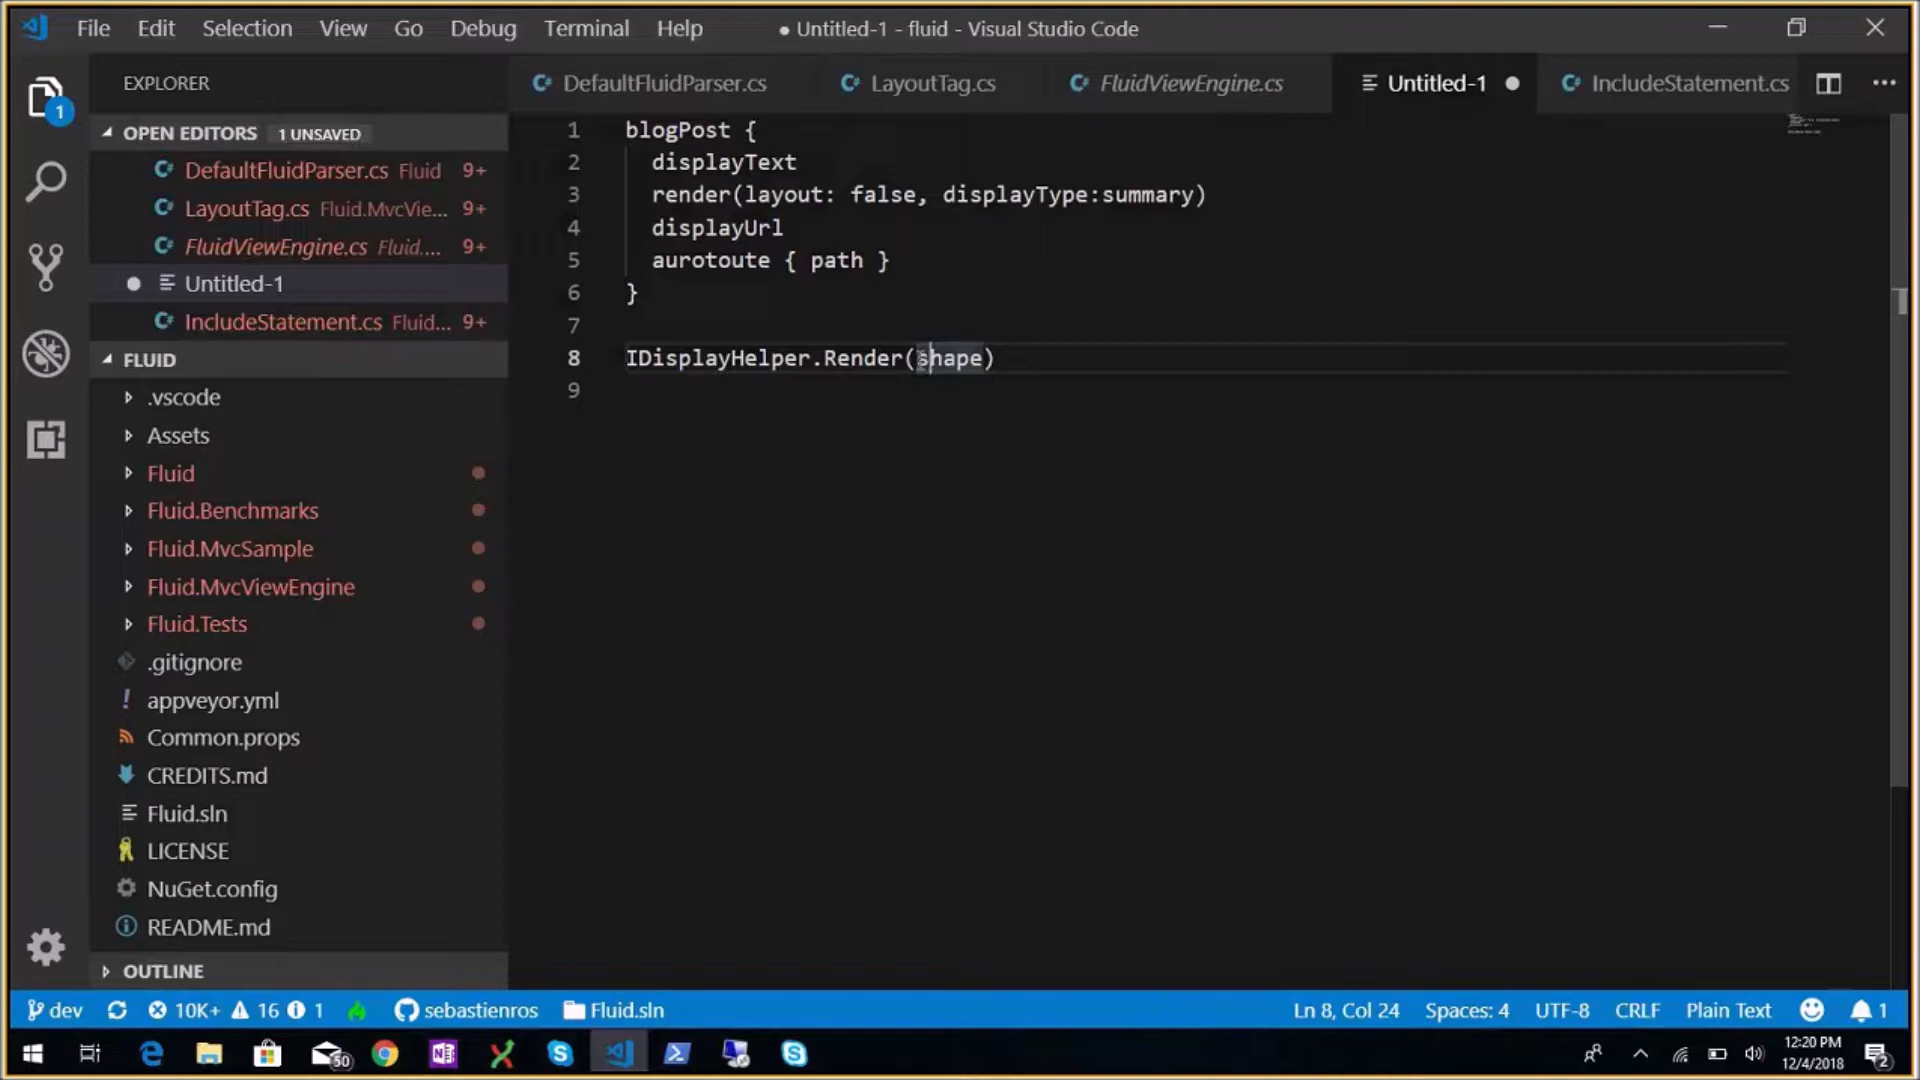 File Edit Selection View Go Debug Terminal Help ● Untitled-1 - fluid - Visual Studio Code
EXPLORER
DefaultFluidParser.cs LayoutTag.cs FluidViewEngine.cs Untitled-1 IncludeStatement.cs ...
1
OPEN EDITORS 1 UNSAVED
DefaultFluidParser.cs Fluid 9+
LayoutTag.cs Fluid.MvcVie... 9+
FluidViewEngine.cs Fluid.... 9+
Untitled-1
IncludeStatement.cs Fluid... 9+
FLUID
.vscode
Assets
Fluid
Fluid.Benchmarks
Fluid.MvcSample
Fluid.MvcViewEngine
Fluid.Tests
.gitignore
appveyor.yml
Common.props
CREDITS.md
Fluid.sln
LICENSE
NuGet.config
README.md
OUTLINE
1 blogPost {
2 displayText
3 render(layout: false, displayType:summary)
4 displayUrl
5 aurotoute { path }
6 }
7
8 IDisplayHelper.Render(shape)
9
dev 10K+ 16 1 sebastienros Fluid.sln Ln 8, Col 24 Spaces: 4 UTF-8 CRLF Plain Text 1
50 12:20 PM
12/4/2018 2